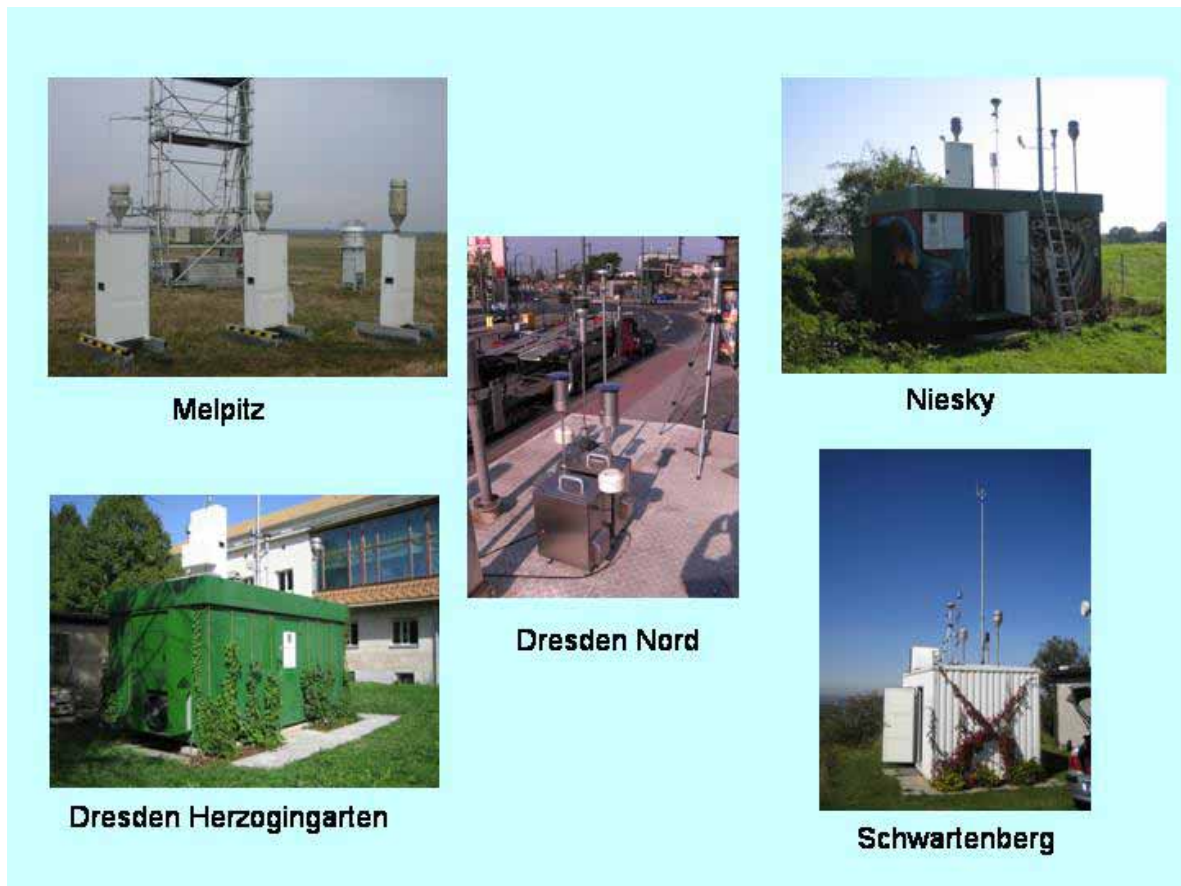 Melpitz
Niesky
Dresden Nord
Dresden Herzogingarten
Schwartenberg